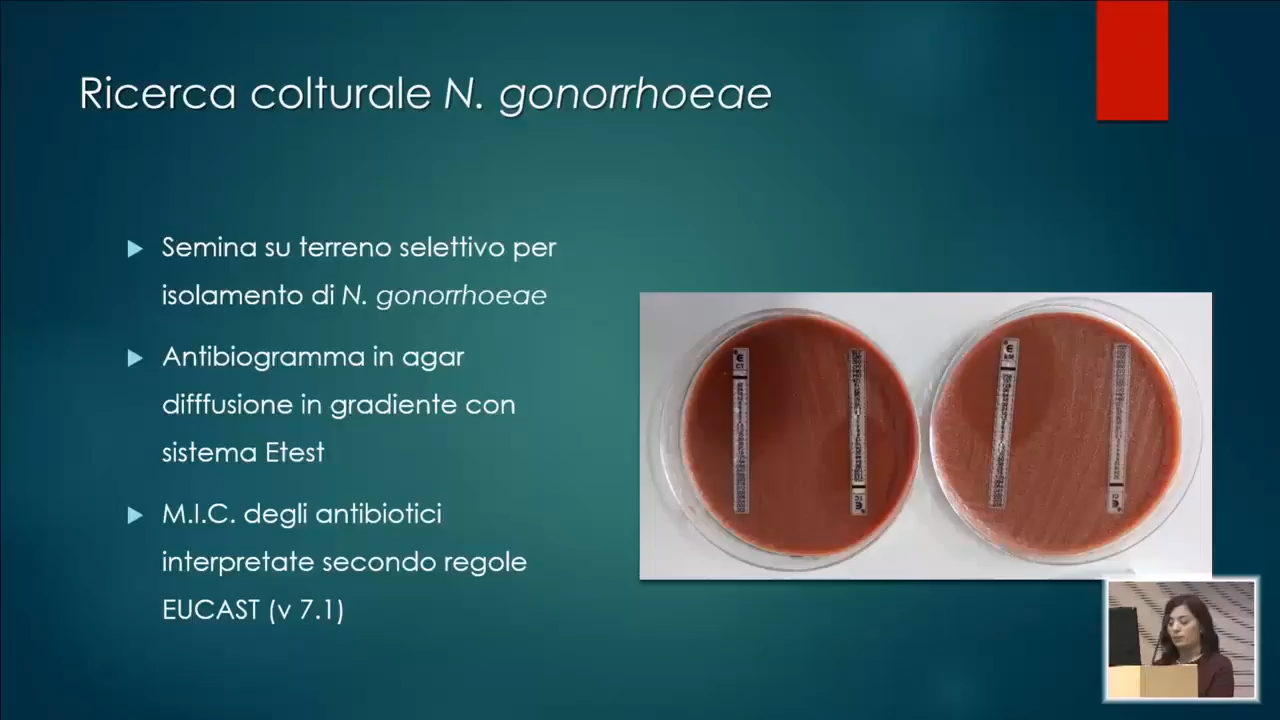 Ricerca colturale N. gonorrhoeae
Semina su terreno selettivo per
isolamento di N. gonorrhoeae
Antibiogramma in agar
difffusione in gradiente con
sistema Etest
M.I.C. degli antibiotici
interpretate secondo regole
EUCAST (v 7.1)